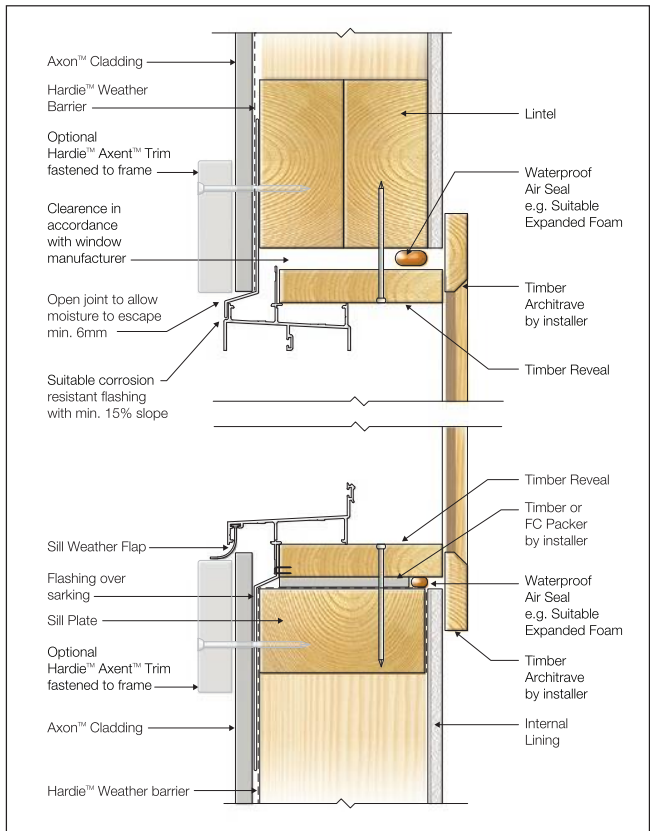 Axon™ Cladding
Hardie™ Weather
Barrier
Optional
Hardie™ Axent™ Trim
fastened to frame
Clearence in
accordance
with window
manufacturer
Open joint to allow
moisture to escape
min. 6mm
Suitable corrosion
resistant flashing
with min. 15% slope
Lintel
Waterproof
Air Seal
e.g. Suitable
Expanded Foam
Timber
Architrave
by installer
Timber Reveal
Sill Weather Flap
Flashing over
sarking
Sill Plate
Optional
Hardie™ Axent™ Trim
fastened to frame
Axon™ Cladding
Hardie™ Weather barrier
Timber Reveal
Timber or
FC Packer
by installer
Waterproof
Air Seal
e.g. Suitable
Expanded Foam
Timber
Architrave
by installer
Internal
Lining